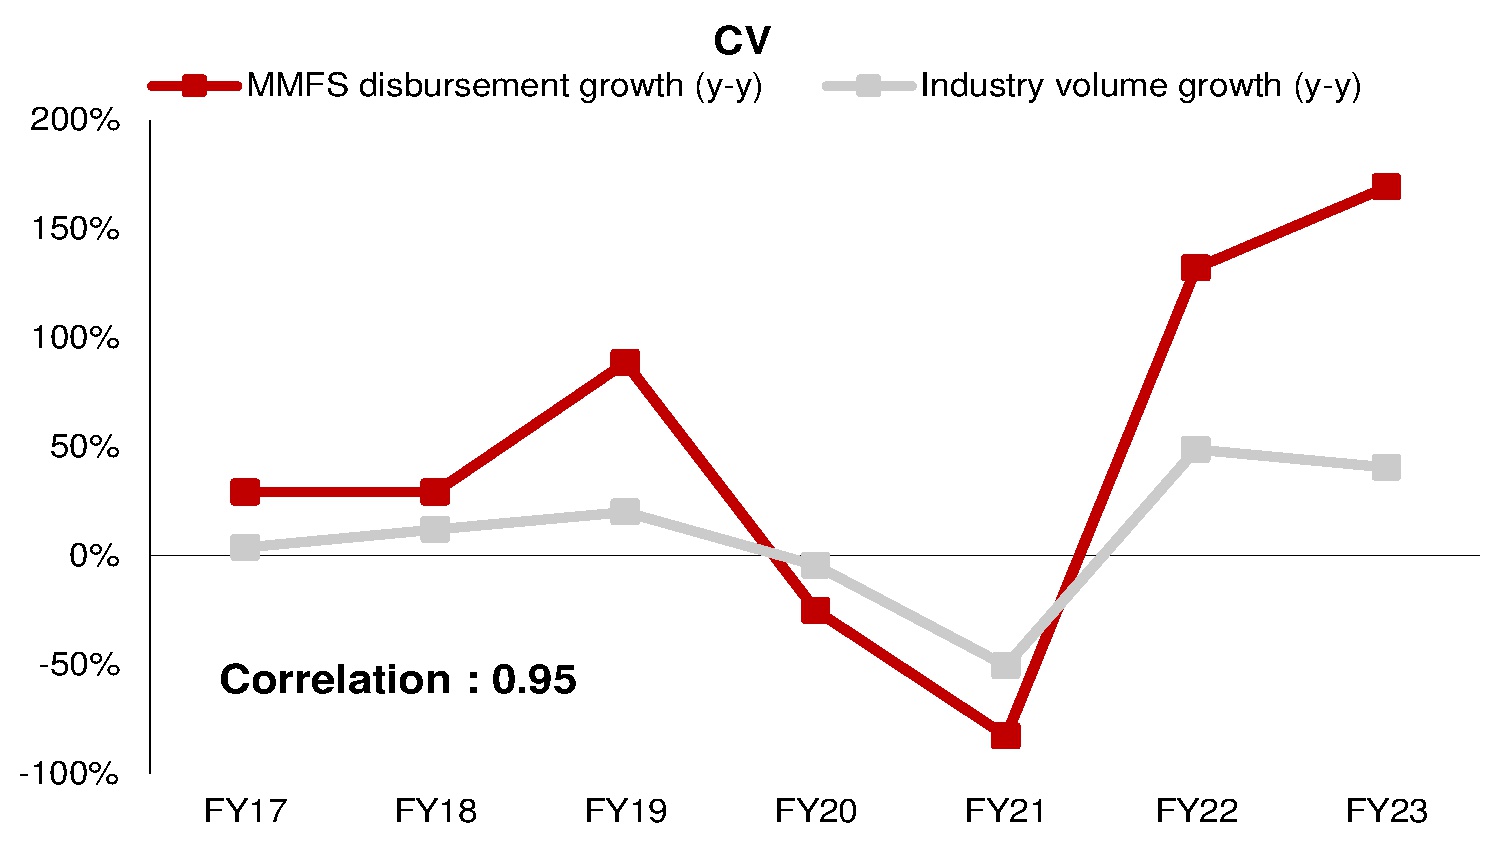 CV
MMFS disbursement growth (y-y) Industry volume growth (y-y)
200%
150%
100%
50%
0%
-50%
-100%
Correlation : 0.95
FY17 FY18 FY19 FY20 FY21 FY22 FY23